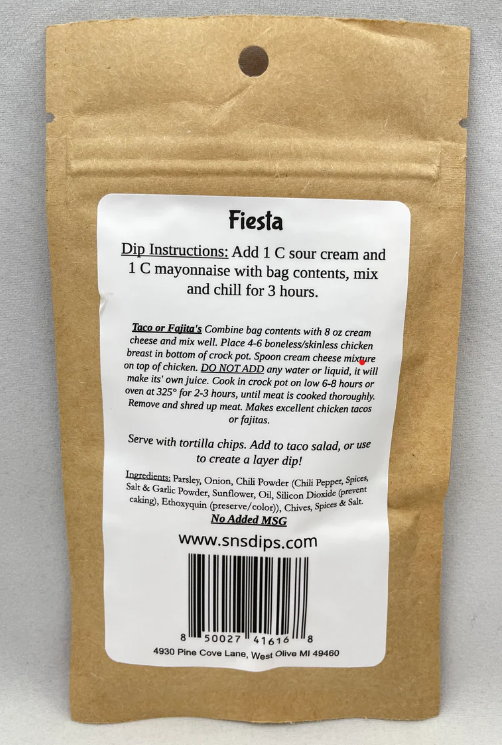 Fiesta
Dip Instructions: Add 1 C sour cream and
1 C mayonnaise with bag contents, mix
and chill for 3 hours.
Taco or Fajita's Combine bag contents with 8 oz cream
cheese and mix well. Place 4-6 boneless/skinless chicken
breast in bottom of crock pot. Spoon cream cheese mixture
on top of chicken. DO NOT ADD any water or liquid, it will
make its' own juice. Cook in crock pot on low 6-8 hours or
oven at 325° for 2-3 hours, until meat is cooked thoroughly.
Remove and shred up meat. Makes excellent chicken tacos
or fajitas.
Serve with tortilla chips. Add to taco salad, or use
to create a layer dip!
Ingredients: Parsley, Onion, Chili Powder (Chili Pepper, Spices,
Salt & Garlic Powder, Sunflower, Oil, Silicon Dioxide (prevent
caking), Ethoxyquin (preserve/color)), Chives, Spices & Salt.
No Added MSG
www.snsdips.com
8 50027 41616 8
4930 Pine Cove Lane, West Olive MI 49460